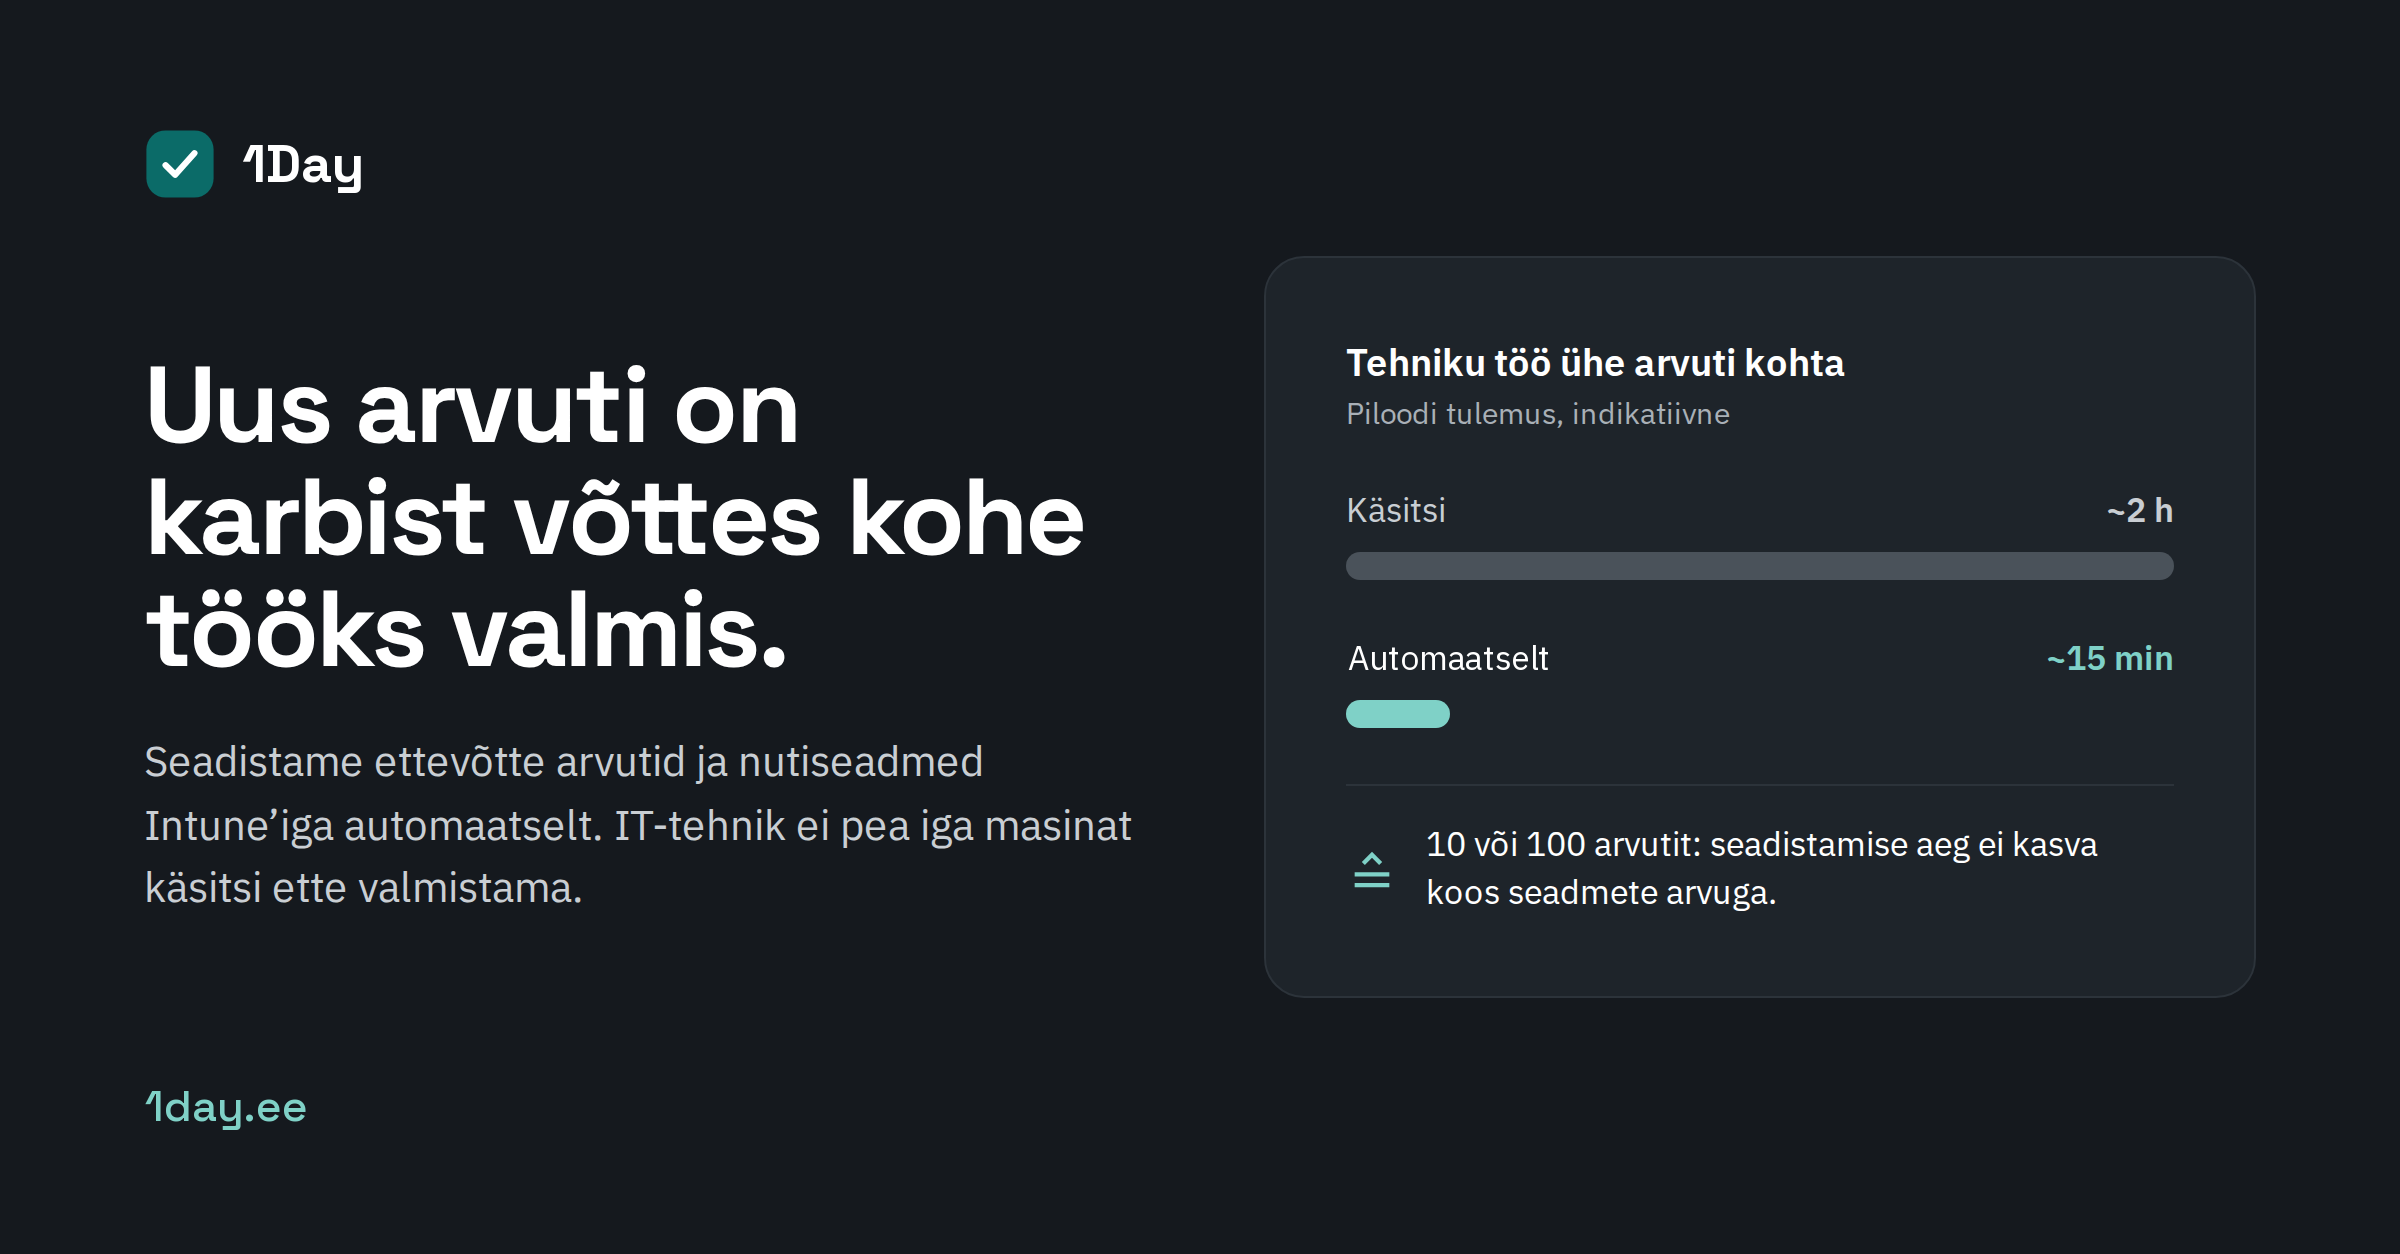 1Day
Uus arvuti on
karbist võttes kohe
tööks valmis.
Seadistame ettevõtte arvutid ja nutiseadmed
Intune’iga automaatselt. IT-tehnik ei pea iga masinat
käsitsi ette valmistama.
1day.ee
Tehniku töö ühe arvuti kohta
Piloodi tulemus, indikatiivne
Käsitsi ~2 h
Automaatselt ~15 min
10 või 100 arvutit: seadistamise aeg ei kasva
koos seadmete arvuga.